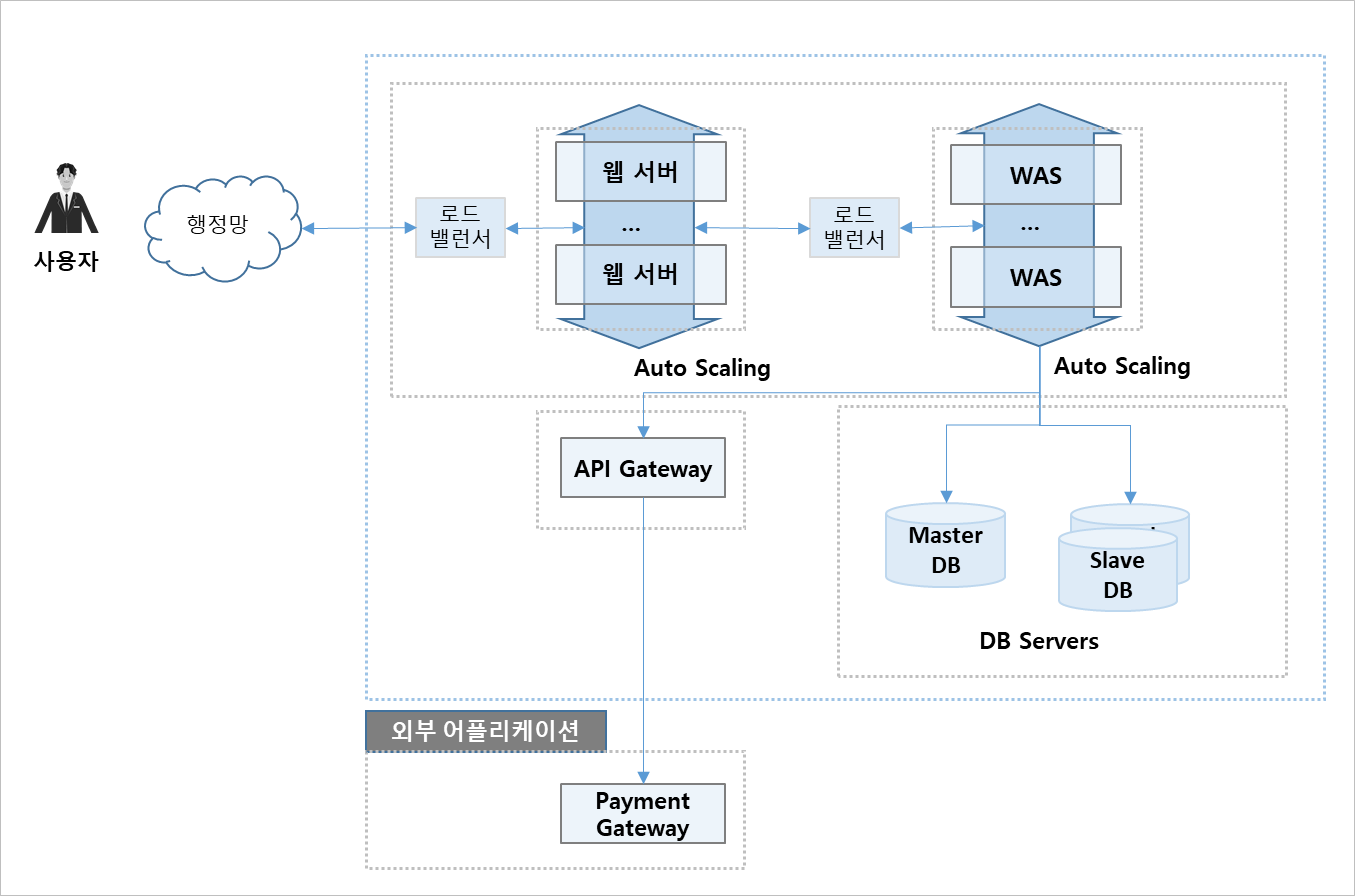 사용자
행정망
로드
밸런서
웹 서버
...
웹 서버
Auto Scaling
로드
밸런서
WAS
...
WAS
Auto Scaling
API Gateway
Master
DB
Slave
DB
DB Servers
외부 어플리케이션
Payment
Gateway